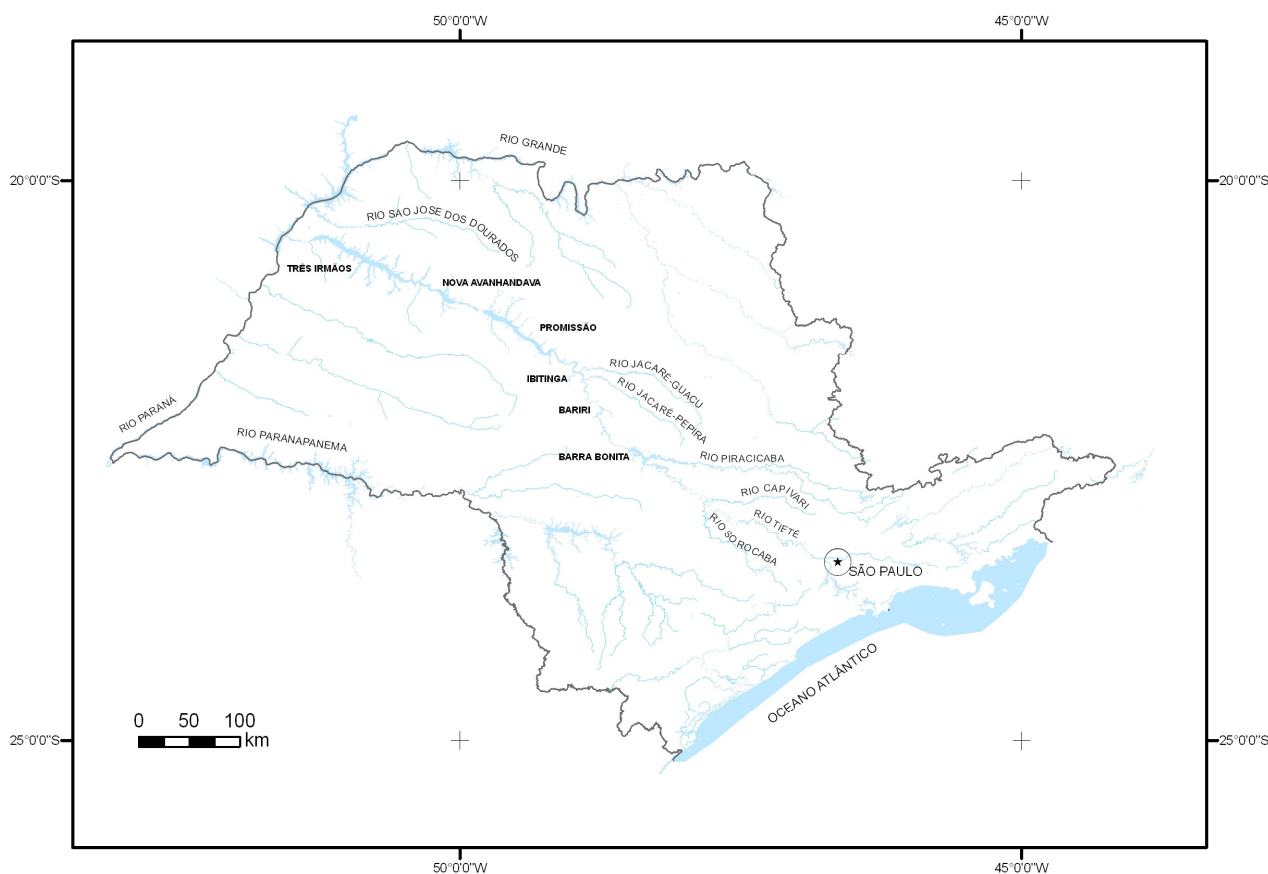 50°0'0"W
45°0'0"W
RIO GRANDE
20°0'0"S
20°0'0"S
RIO SAO JOSE DOS DOURADOS
TRÊS IRMÃOS
NOVA AVANHANDAVA
PROMISSÃO
RIO JACARÉ-GUAÇU
IBITINGA
RIO JACARÉ-PEPIRA
BARIRI
RIO PARANÁ
RIO PARANAPANEMA
BARRA BONITA
RIO PIRACICABA
RIO CAPIVARI
RIO TIETÊ
RIO SOROCABA
SÃO PAULO
OCEANO ATLÂNTICO
0 50 100
km
25°0'0"S
25°0'0"S
50°0'0"W
45°0'0"W